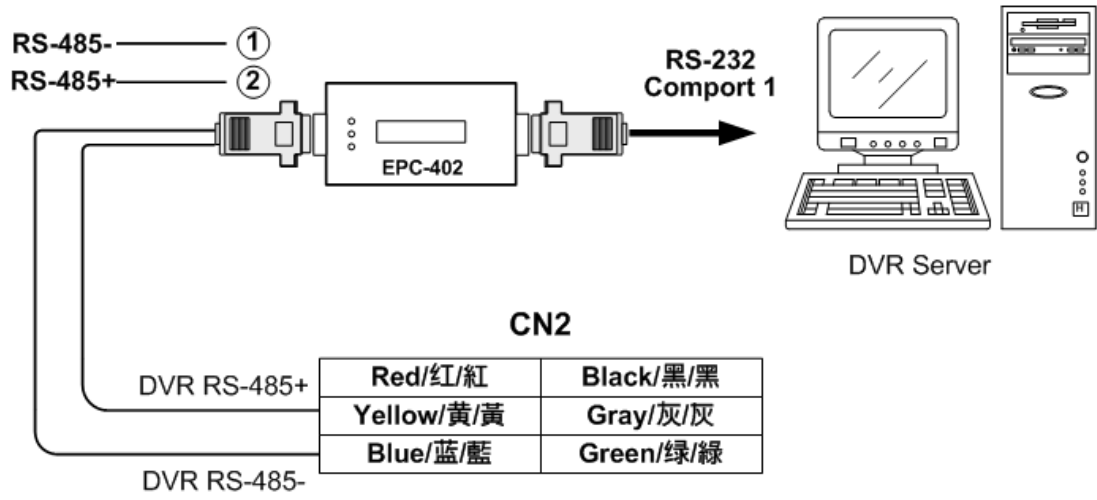 RS-485- ①
RS-485+ ②
RS-232
Comport 1
EPC-402
H
DVR Server
CN2
DVR RS-485+
Red/红/紅 Black/黑/黑
Yellow/黄/黃 Gray/灰/灰
Blue/蓝/藍 Green/绿/綠
DVR RS-485-